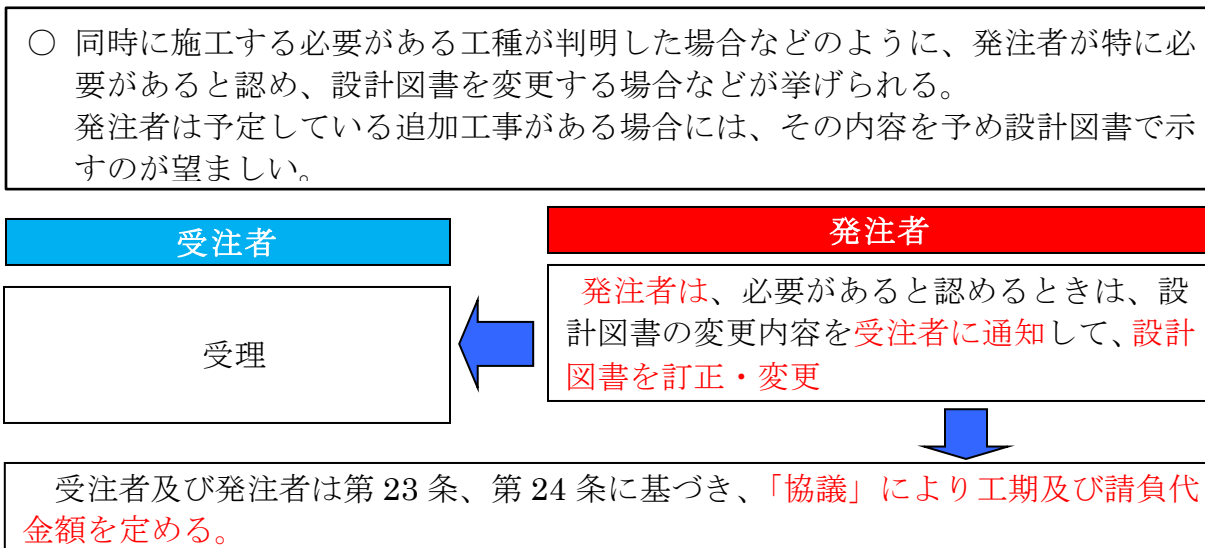 ○ 同時に施工する必要がある工種が判明した場合などのように、発注者が特に必
要があると認め、設計図書を変更する場合などが挙げられる。
発注者は予定している追加工事がある場合には、その内容を予め設計図書で示
すのが望ましい。
受注者
発注者
受理
発注者は、必要があると認めるときは、設
計図書の変更内容を受注者に通知して、設計
図書を訂正・変更
受注者及び発注者は第 23 条、第 24 条に基づき、「協議」により工期及び請負代
金額を定める。